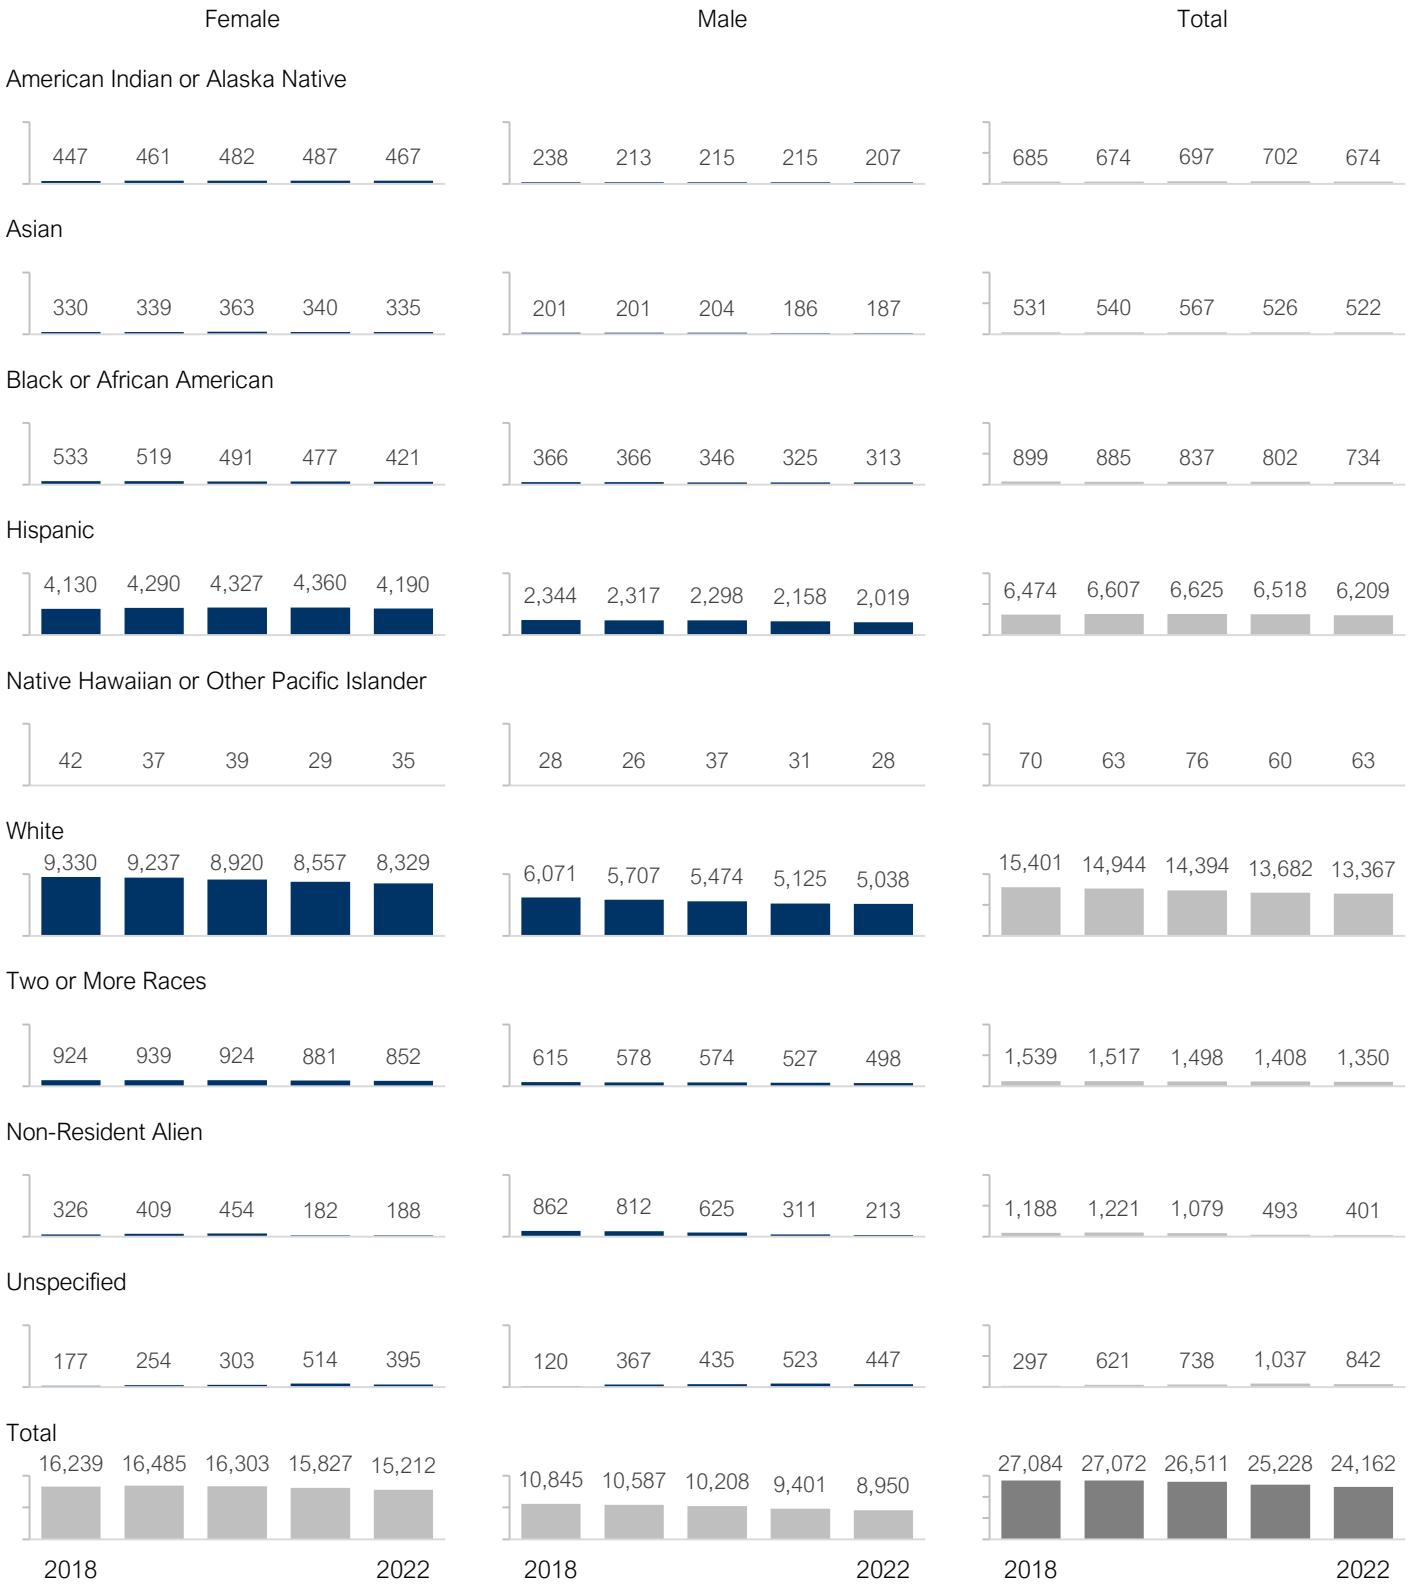 Female Male Total
American Indian or Alaska Native
447 461 482 487 467 238 213 215 215 207 685 674 697 702 674
Asian
330 339 363 340 335 201 201 204 186 187 531 540 567 526 522
Black or African American
533 519 491 477 421 366 366 346 325 313 899 885 837 802 734
Hispanic
4,130 4,290 4,327 4,360 4,190 2,344 2,317 2,298 2,158 2,019 6,474 6,607 6,625 6,518 6,209
Native Hawaiian or Other Pacific Islander
42 37 39 29 35 28 26 37 31 28 70 63 76 60 63
White
9,330 9,237 8,920 8,557 8,329 6,071 5,707 5,474 5,125 5,038 15,401 14,944 14,394 13,682 13,367
Two or More Races
924 939 924 881 852 615 578 574 527 498 1,539 1,517 1,498 1,408 1,350
Non-Resident Alien
326 409 454 182 188 862 812 625 311 213 1,188 1,221 1,079 493 401
Unspecified
177 254 303 514 395 120 367 435 523 447 297 621 738 1,037 842
Total
16,239 16,485 16,303 15,827 15,212 10,845 10,587 10,208 9,401 8,950 27,084 27,072 26,511 25,228 24,162
2018 2022 2018 2022 2018 2022